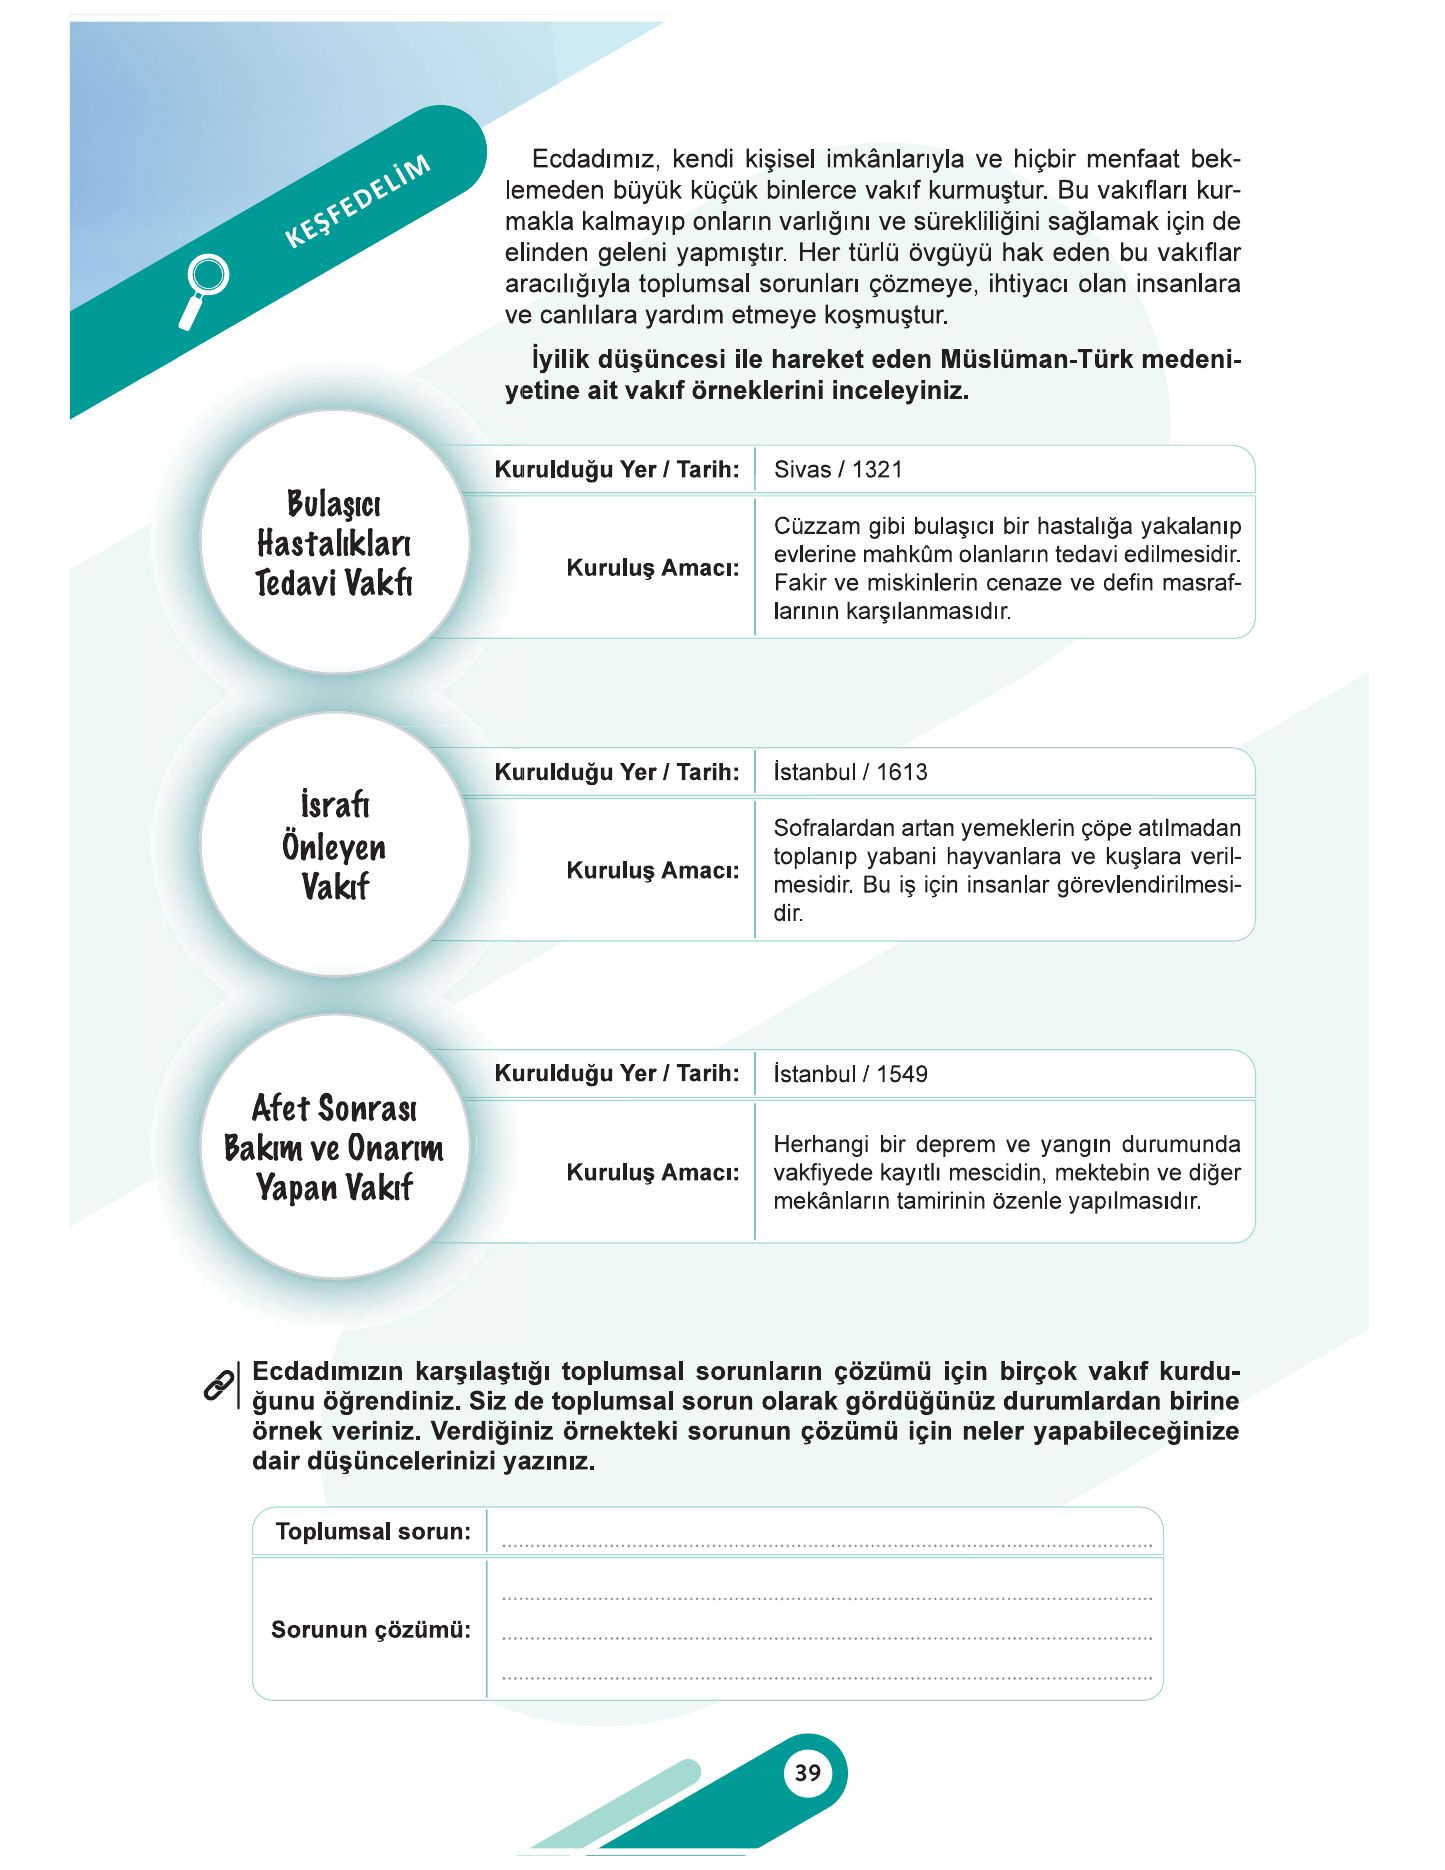 KEŞFEDELİM
Ecdadımız, kendi kişisel imkânlarıyla ve hiçbir menfaat bek-
lemeden büyük küçük binlerce vakıf kurmuştur. Bu vakıfları kur-
makla kalmayıp onların varlığını ve sürekliliğini sağlamak için de
elinden geleni yapmıştır. Her türlü övgüyü hak eden bu vakıflar
aracılığıyla toplumsal sorunları çözmeye, ihtiyacı olan insanlara
ve canlılara yardım etmeye koşmuştur.
İyilik düşüncesi ile hareket eden Müslüman-Türk medeni-
yetine ait vakıf örneklerini inceleyiniz.
Bulaşıcı
Hastalıkları
Tedavi Vakfı
Kurulduğu Yer / Tarih:
Sivas / 1321
Kuruluş Amacı:
Cüzzam gibi bulaşıcı bir hastalığa yakalanıp
evlerine mahkûm olanların tedavi edilmesidir.
Fakir ve miskinlerin cenaze ve defin masraf-
larının karşılanmasıdır.
İsrafı
Önleyen
Vakıf
Kurulduğu Yer / Tarih:
İstanbul / 1613
Kuruluş Amacı:
Sofralardan artan yemeklerin çöpe atılmadan
toplanıp yabani hayvanlara ve kuşlara veril-
mesidir. Bu iş için insanlar görevlendirilmesi-
dir.
Afet Sonrası
Bakım ve Onarım
Yapan Vakıf
Kurulduğu Yer / Tarih:
İstanbul / 1549
Kuruluş Amacı:
Herhangi bir deprem ve yangın durumunda
vakfiyede kayıtlı mescidin, mektebin ve diğer
mekânların tamirinin özenle yapılmasıdır.
Ecdadımızın karşılaştığı toplumsal sorunların çözümü için birçok vakıf kurdu-
ğunu öğrendiniz. Siz de toplumsal sorun olarak gördüğünüz durumlardan birine
örnek veriniz. Verdiğiniz örnekteki sorunun çözümü için neler yapabileceğinize
dair düşüncelerinizi yazınız.
Toplumsal sorun:
Sorunun çözümü:
39